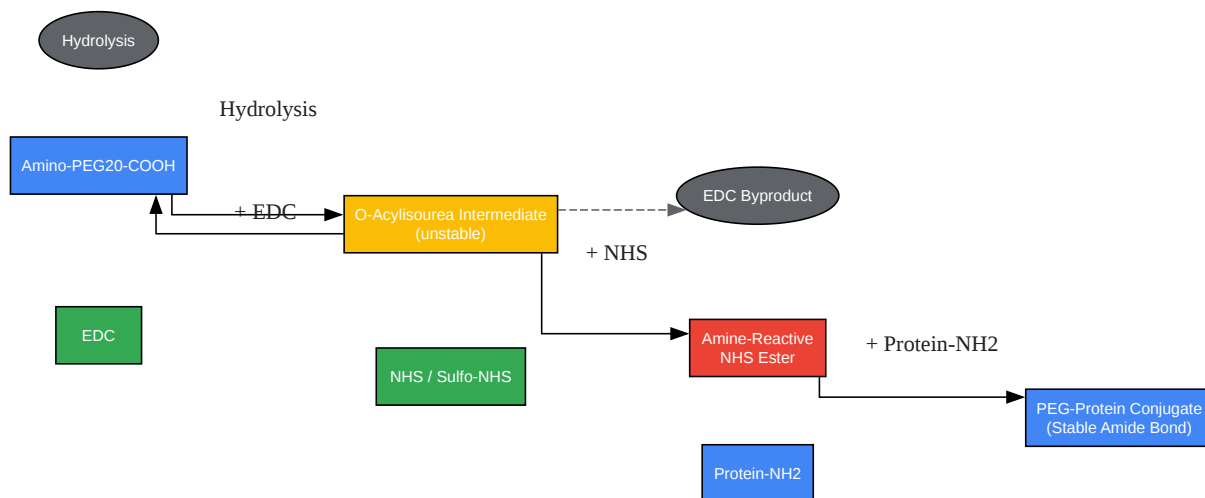 Hydrolysis
Hydrolysis
Amino-PEG20-COOH
+ EDC
O-Acylisourea Intermediate
(unstable)
EDC Byproduct
+ NHS
EDC
NHS / Sulfo-NHS
Amine-Reactive
NHS Ester
+ Protein-NH2
PEG-Protein Conjugate
(Stable Amide Bond)
Protein-NH2